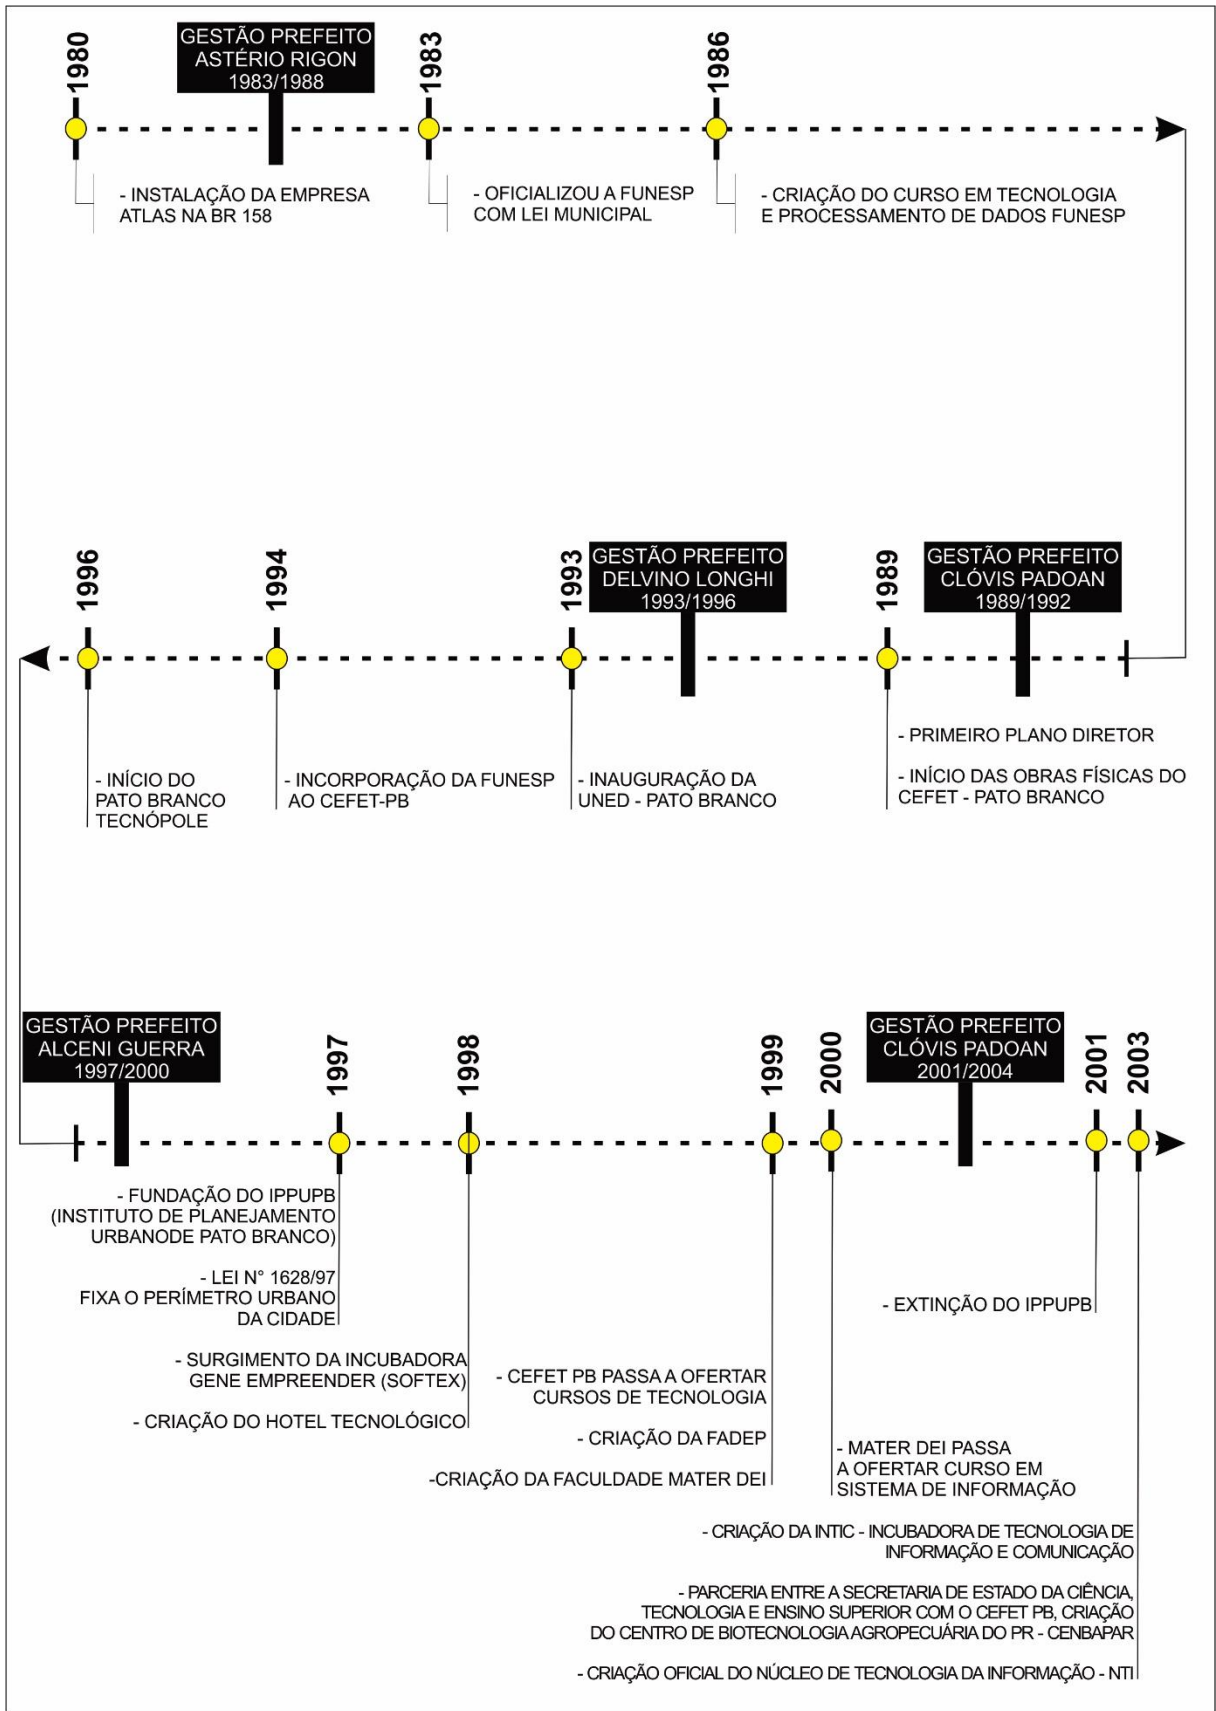 1980
GESTÃO PREFEITO
ASTÉRIO RIGON
1983/1988
1983
1986
- INSTALAÇÃO DA EMPRESA
ATLAS NA BR 158
- OFICIALIZOU A FUNESP
COM LEI MUNICIPAL
- CRIAÇÃO DO CURSO EM TECNOLOGIA
E PROCESSAMENTO DE DADOS FUNESP
1996
1994
1993
GESTÃO PREFEITO
DELVINO LONGHI
1993/1996
1989
GESTÃO PREFEITO
CLÓVIS PADOAN
1989/1992
- INÍCIO DO
PATO BRANCO
TECNÓPOLE
- INCORPORAÇÃO DA FUNESP
AO CEFET-PB
- INAUGURAÇÃO DA
UNED - PATO BRANCO
- PRIMEIRO PLANO DIRETOR
- INÍCIO DAS OBRAS FÍSICAS DO
CEFET - PATO BRANCO
GESTÃO PREFEITO
ALCENI GUERRA
1997/2000
1997
1998
1999
2000
GESTÃO PREFEITO
CLÓVIS PADOAN
2001/2004
2001
2003
- FUNDAÇÃO DO IPPUPB
(INSTITUTO DE PLANEJAMENTO
URBANODE PATO BRANCO)
- LEI N° 1628/97
FIXA O PERÍMETRO URBANO
DA CIDADE
- SURGIMENTO DA INCUBADORA
GENE EMPREENDER (SOFTEX)
- CRIAÇÃO DO HOTEL TECNOLÓGICO
- CEFET PB PASSA A OFERTAR
CURSOS DE TECNOLOGIA
- CRIAÇÃO DA FADEP
-CRIAÇÃO DA FACULDADE MATER DEI
- MATER DEI PASSA
A OFERTAR CURSO EM
SISTEMA DE INFORMAÇÃO
- EXTINÇÃO DO IPPUPB
- CRIAÇÃO DA INTIC - INCUBADORA DE TECNOLOGIA DE
INFORMAÇÃO E COMUNICAÇÃO
- PARCERIA ENTRE A SECRETARIA DE ESTADO DA CIÊNCIA,
TECNOLOGIA E ENSINO SUPERIOR COM O CEFET PB, CRIAÇÃO
DO CENTRO DE BIOTECNOLOGIA AGROPECUÁRIA DO PR - CENBAPAR
- CRIAÇÃO OFICIAL DO NÚCLEO DE TECNOLOGIA DA INFORMAÇÃO - NTI